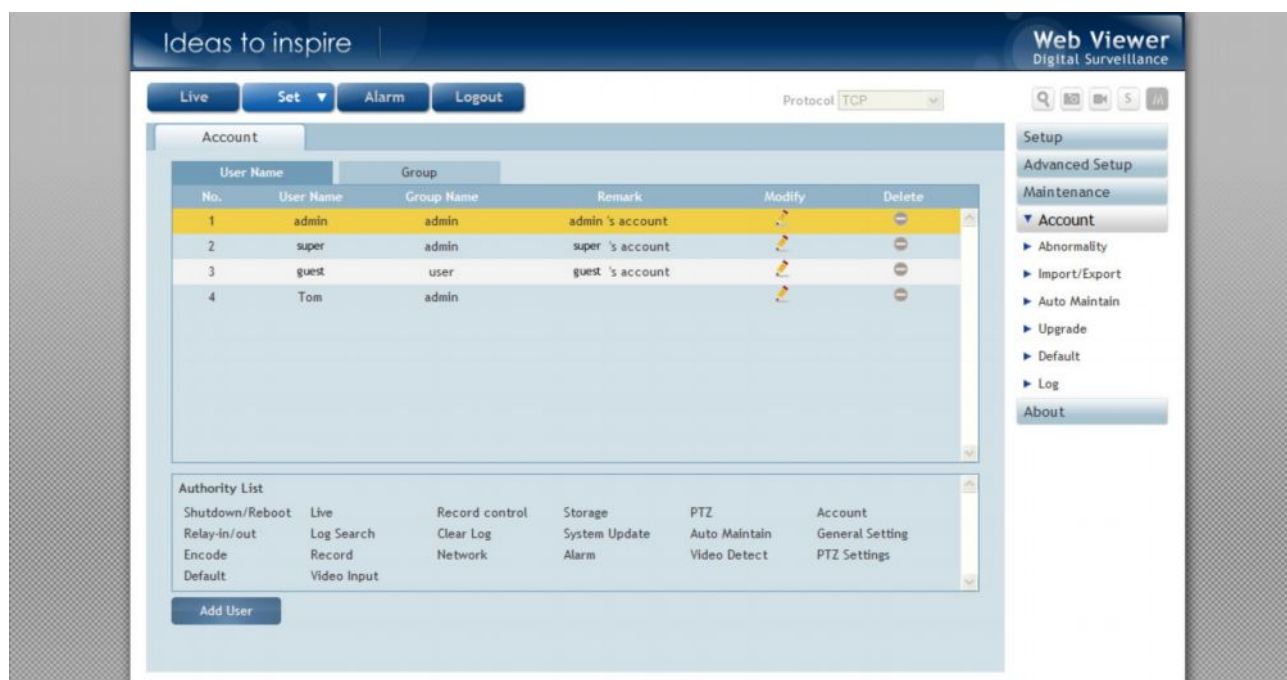 Ideas to inspire
Web Viewer
Digital Surveillance
Live Set Alarm Logout Protocol TCP
S M
Account
User Name Group
No. User Name Group Name Remark Modify Delete
1 admin admin admin 's account
2 super admin super 's account
3 guest user guest 's account
4 Tom admin
Authority List
Shutdown/Reboot Live Record control Storage PTZ Account
Relay-in/out Log Search Clear Log System Update Auto Maintain General Setting
Encode Record Network Alarm Video Detect PTZ Settings
Default Video Input
Add User
Setup
Advanced Setup
Maintenance
Account
Abnormality
Import/Export
Auto Maintain
Upgrade
Default
Log
About